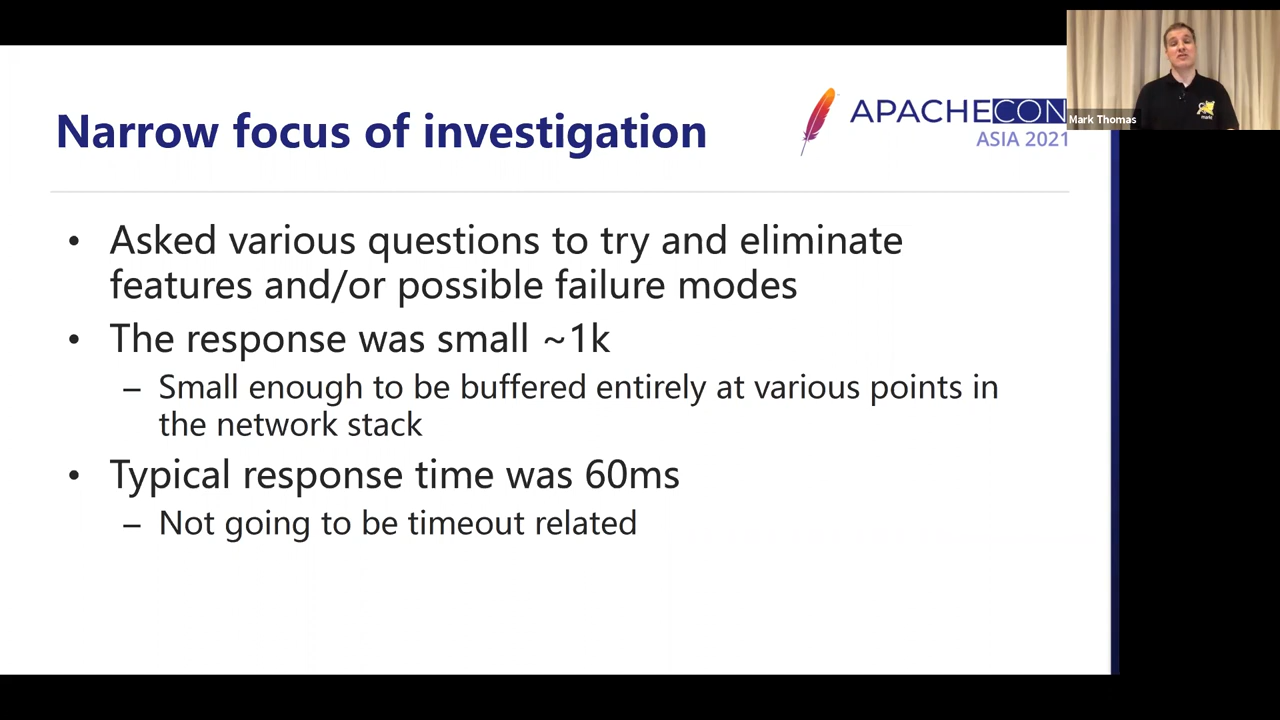 Narrow focus of investigation
APACHECON
ASIA 2021
Mark Thomas
• Asked various questions to try and eliminate
features and/or possible failure modes
• The response was small ~1k
– Small enough to be buffered entirely at various points in
the network stack
• Typical response time was 60ms
– Not going to be timeout related